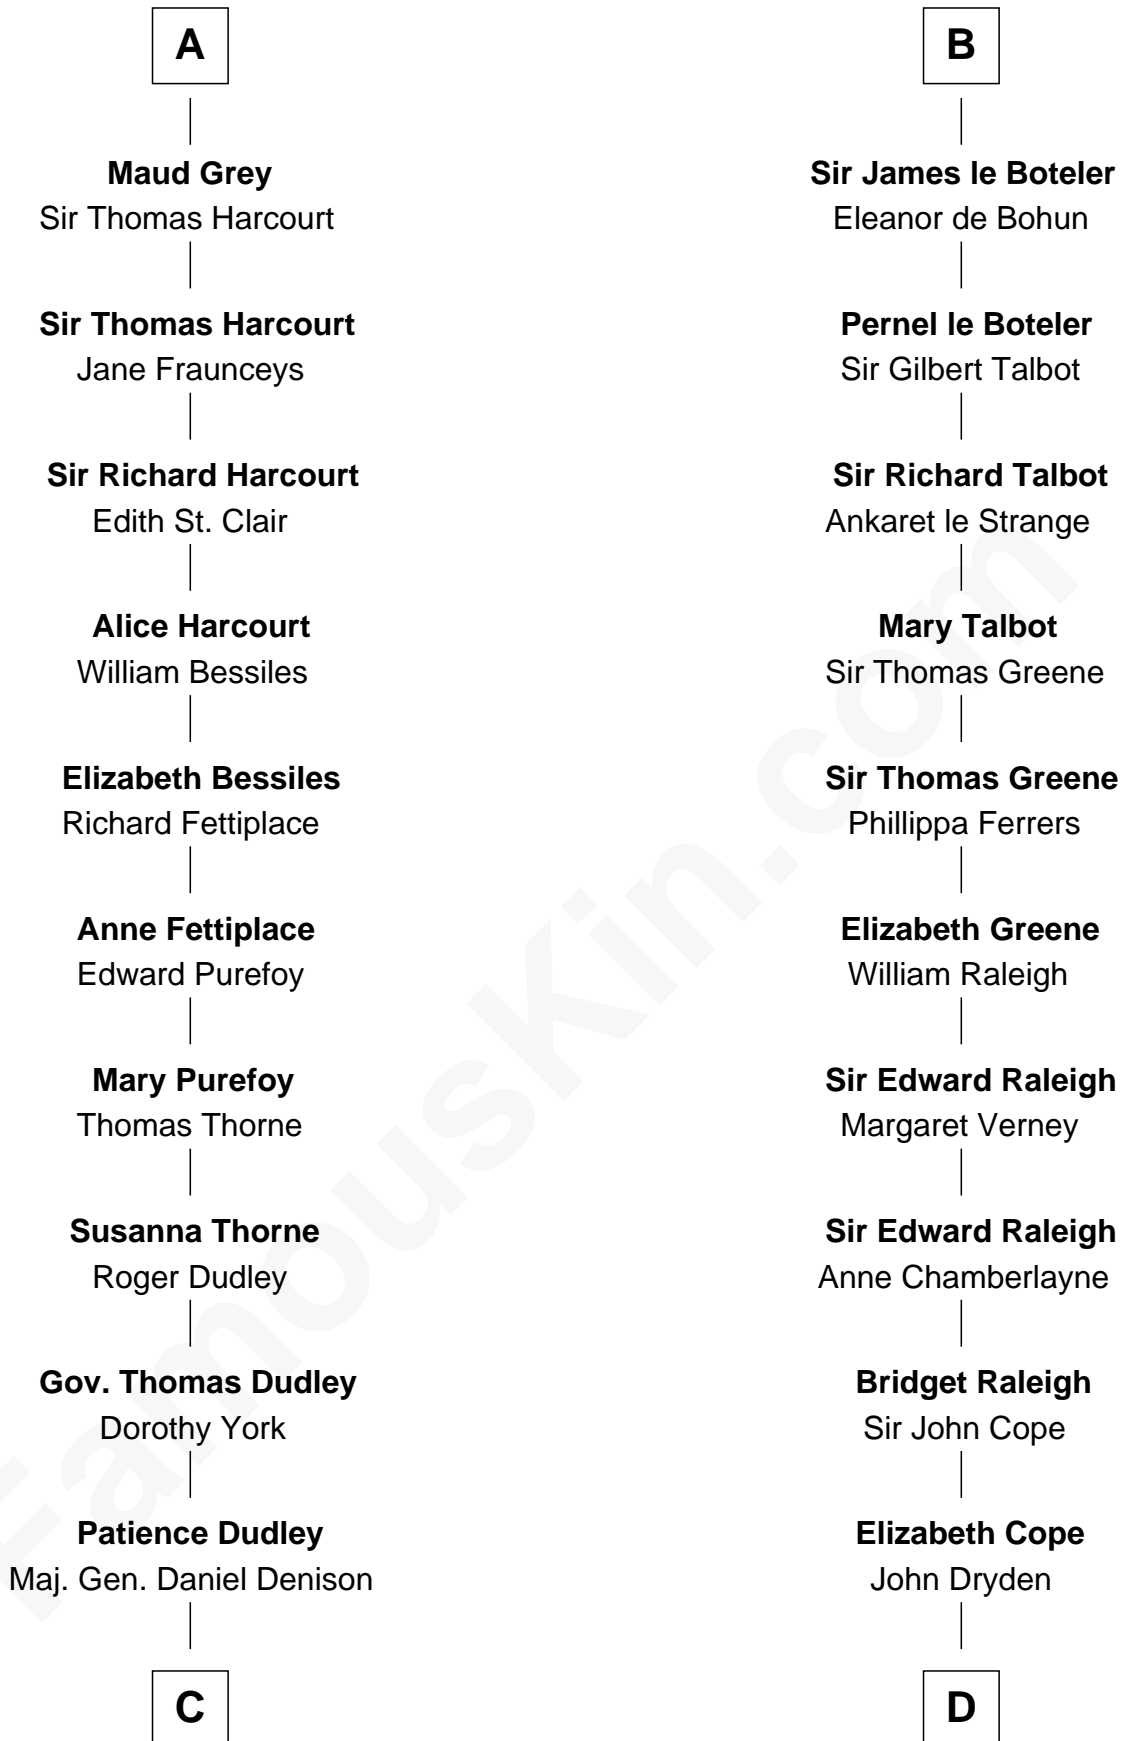 A
Maud Grey
Sir Thomas Harcourt
Sir Thomas Harcourt
Jane Fraunceys
Sir Richard Harcourt
Edith St. Clair
Alice Harcourt
William Bessiles
Elizabeth Bessiles
Richard Fettiplace
Anne Fettiplace
Edward Purefoy
Mary Purefoy
Thomas Thorne
Susanna Thorne
Roger Dudley
Gov. Thomas Dudley
Dorothy York
Patience Dudley
Maj. Gen. Daniel Denison
C
B
Sir James le Boteler
Eleanor de Bohun
Pernel le Boteler
Sir Gilbert Talbot
Sir Richard Talbot
Ankaret le Strange
Mary Talbot
Sir Thomas Greene
Sir Thomas Greene
Phillippa Ferrers
Elizabeth Greene
William Raleigh
Sir Edward Raleigh
Margaret Verney
Sir Edward Raleigh
Anne Chamberlayne
Bridget Raleigh
Sir John Cope
Elizabeth Cope
John Dryden
D
FamousKin.com